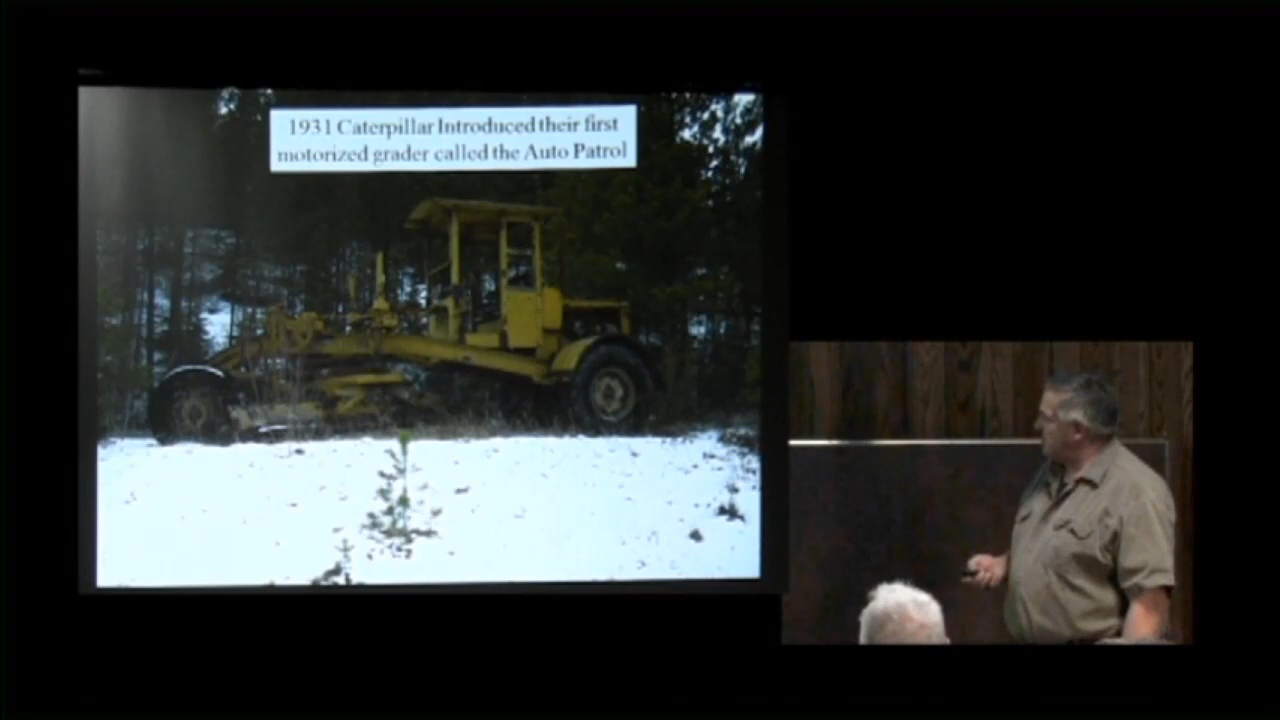 1931 Caterpillar Introduced their first
motorized grader called the Auto Patrol